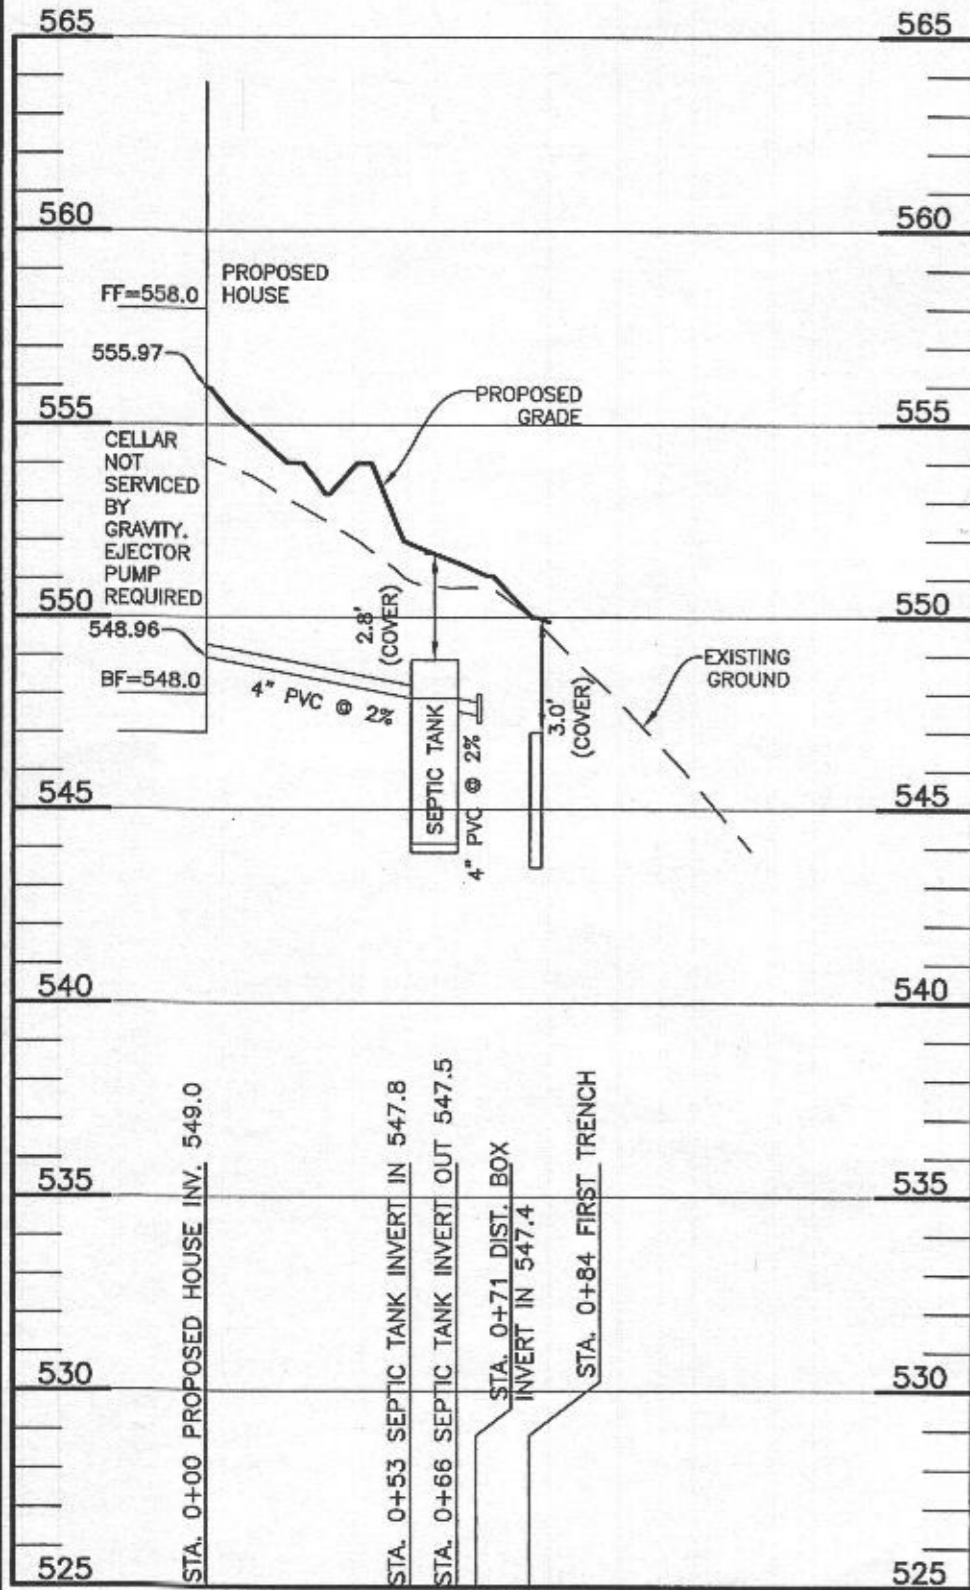 565
565
560
560
PROPOSED
HOUSE
FF=558.0
555.97
PROPOSED
GRADE
555
555
CELLAR
NOT
SERVICED
BY
GRAVITY.
EJECTOR
PUMP
REQUIRED
550
550
2.8'
(COVER)
548.96
BF=548.0
4" PVC @ 2%
SEPTIC TANK
4" PVC @ 2%
3.0'
(COVER)
EXISTING
GROUND
545
545
540
540
STA. 0+00 PROPOSED HOUSE INV. 549.0
STA. 0+53 SEPTIC TANK INVERT IN 547.8
STA. 0+66 SEPTIC TANK INVERT OUT 547.5
STA. 0+71 DIST. BOX
INVERT IN 547.4
STA. 0+84 FIRST TRENCH
535
535
530
530
525
525